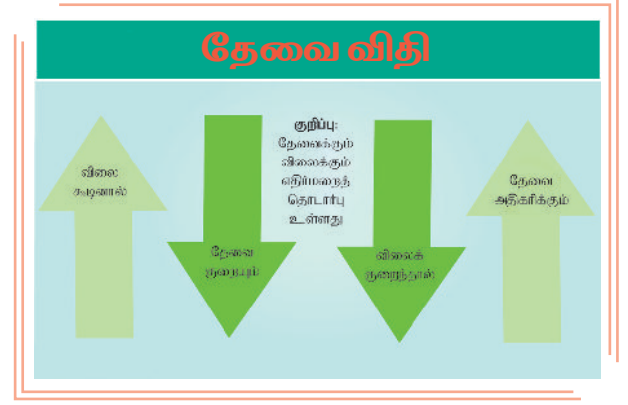 தேவை விதி
விலை
கூடினால்
தேவை
குறையும்
குறிப்பு:
தேவைக்கும்
விலைக்கும்
எதிர்மறைத்
தொடர்பு
உள்ளது
விலைக்
குறைந்தால்
தேவை
அதிகரிக்கும்